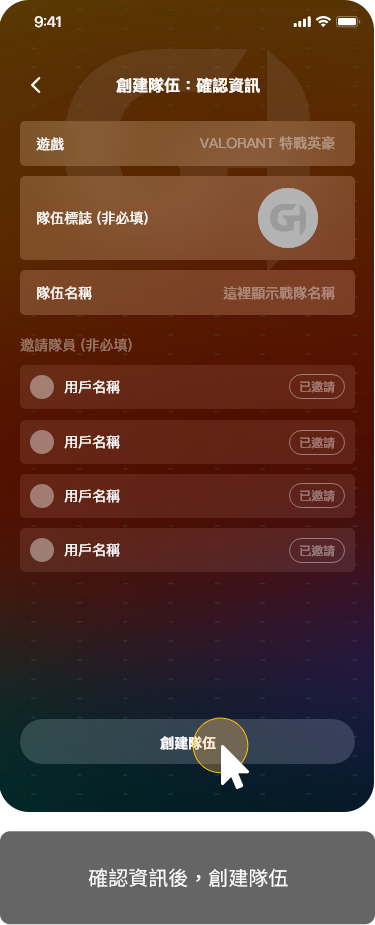 9:41
創建隊伍：確認資訊
遊戲
VALORANT 特戰英豪
隊伍標誌 (非必填)
隊伍名稱
這裡顯示戰隊名稱
邀請隊員 (非必填)
用戶名稱
已邀請
用戶名稱
已邀請
用戶名稱
已邀請
用戶名稱
已邀請
創建隊伍
確認資訊後，創建隊伍